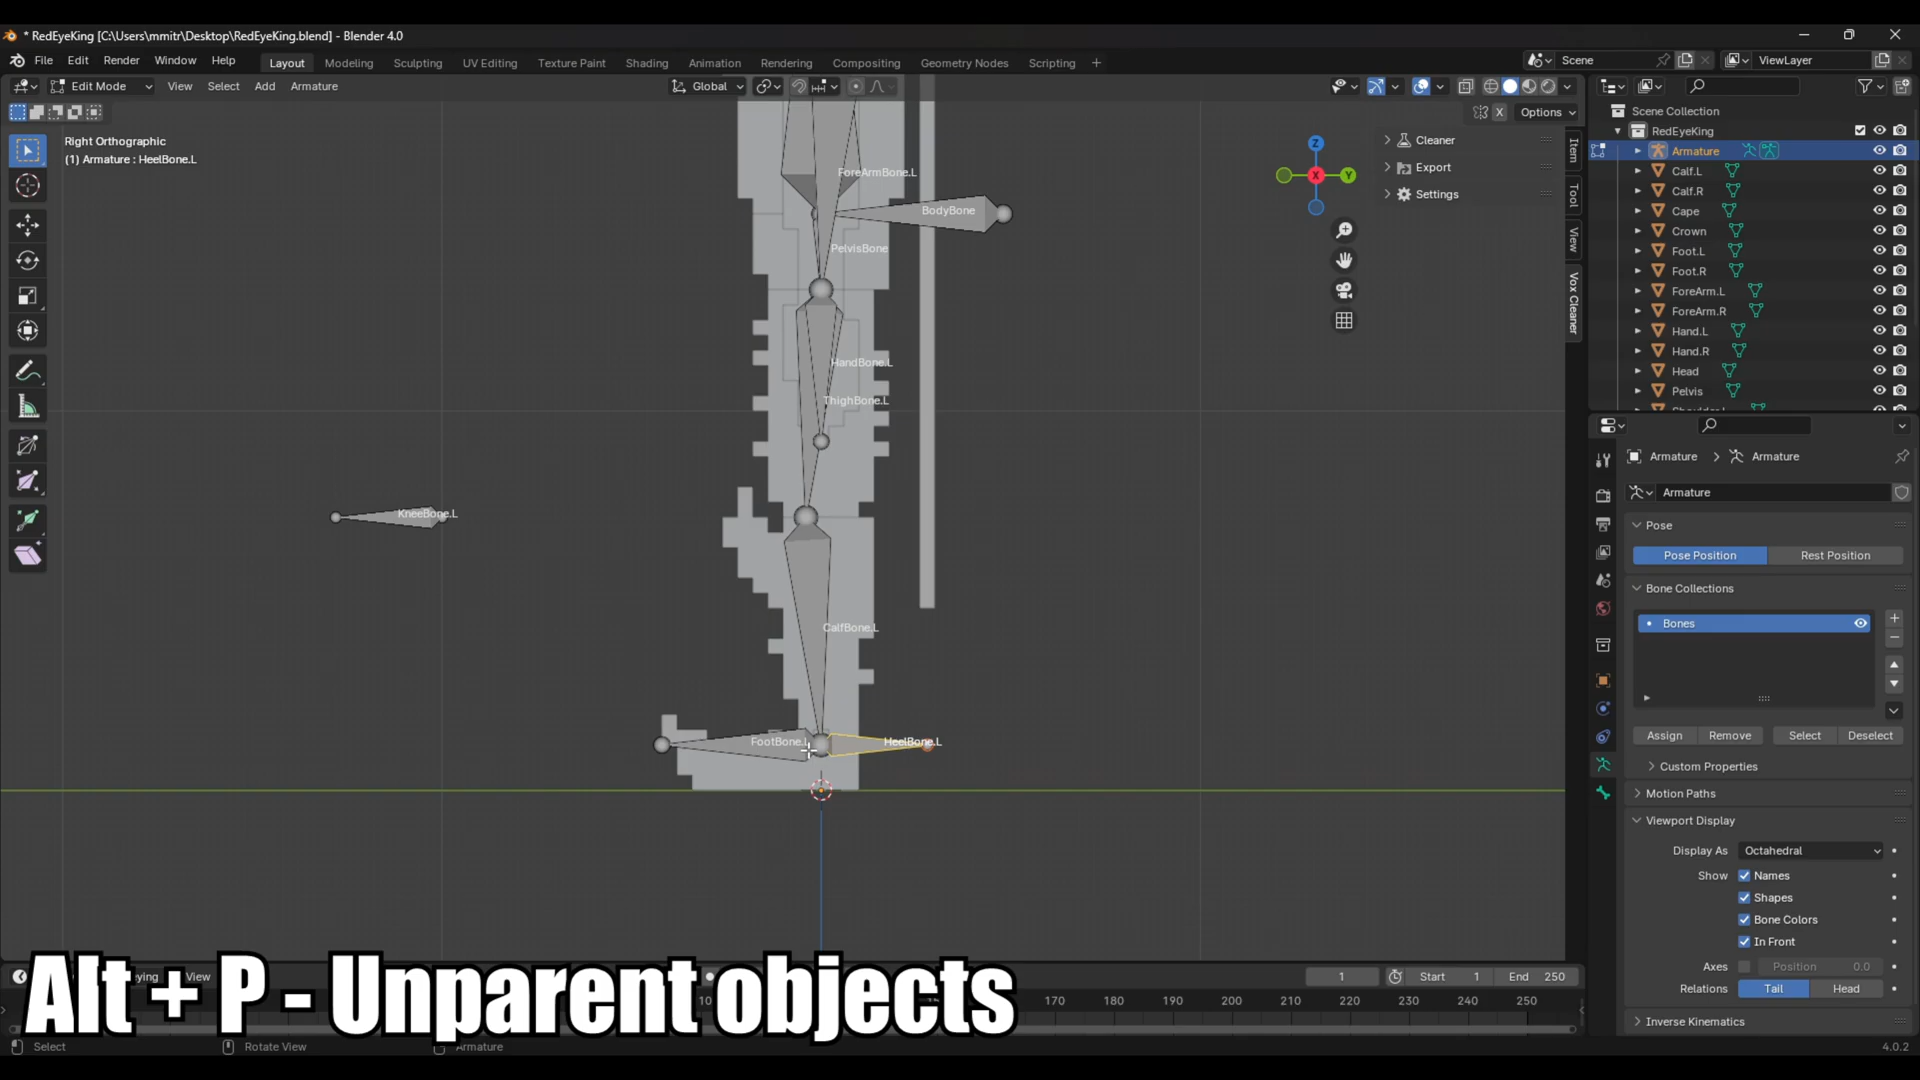 * RedEyeKing [C:\Users\mmitr\Desktop\RedEyeKing.blend] - Blender 4.0
File Edit Render Window Help
Layout Modeling Sculpting UV Editing Texture Paint Shading Animation Rendering Compositing Geometry Nodes Scripting +
Scene
ViewLayer
Edit Mode View Select Add Armature
Global
X Options
Right Orthographic
(1) Armature : HeelBone.L
Z
X
Y
Cleaner
Export
Settings
Item
Tool
View
Vox Cleaner
ForeArmBone.L
BodyBone
PelvisBone
HandBone.L
ThighBone.L
KneeBone.L
CalfBone.L
FootBone.L
HeelBone.L
Scene Collection
RedEyeKing
Armature
Calf.L
Calf.R
Cape
Crown
Foot.L
Foot.R
ForeArm.L
ForeArm.R
Hand.L
Hand.R
Head
Pelvis
Armature > Armature
Armature
Pose
Pose Position Rest Position
Bone Collections
Bones
Assign Remove Select Deselect
Custom Properties
Motion Paths
Viewport Display
Display As Octahedral
Show Names
Shapes
Bone Colors
In Front
Axes Position 0.0
Relations Tail Head
Inverse Kinematics
View
1 Start 1 End 250
170 180 190 200 210 220 230 240 250
Alt + P - Unparent objects
Select Rotate View Armature
4.0.2